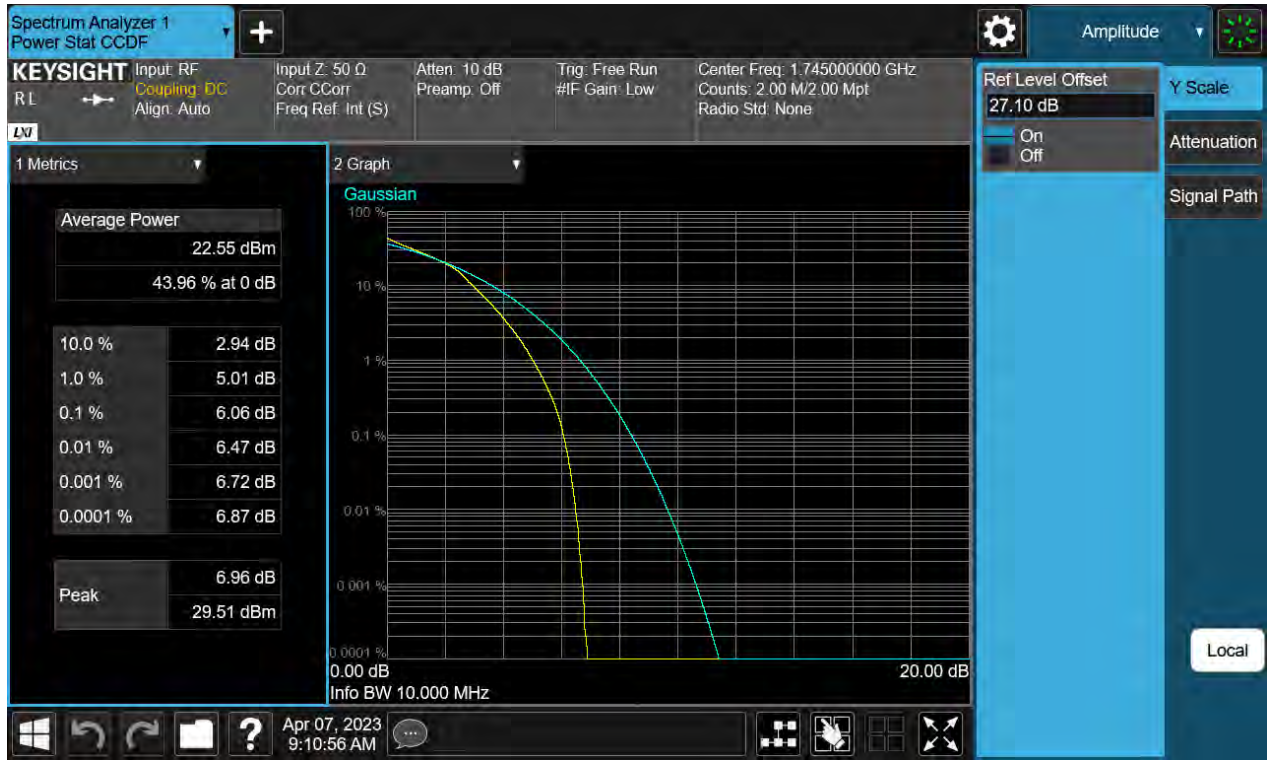 Spectrum Analyzer 1
Power Stat CCDF
+
Amplitude
KEYSIGHT
RL
LXI
Input: RF
Coupling: DC
Align: Auto
Input Z: 50 Ω
Corr CCorr
Freq Ref: Int (S)
Atten: 10 dB
Preamp: Off
Trig: Free Run
#IF Gain: Low
Center Freq: 1.745000000 GHz
Counts: 2.00 M/2.00 Mpt
Radio Std: None
Ref Level Offset
27.10 dB
On
Off
Y Scale
Attenuation
Signal Path
Local
1 Metrics
Average Power
22.55 dBm
43.96 % at 0 dB
10.0 % 2.94 dB
1.0 % 5.01 dB
0.1 % 6.06 dB
0.01 % 6.47 dB
0.001 % 6.72 dB
0.0001 % 6.87 dB
Peak
6.96 dB
29.51 dBm
2 Graph
Gaussian
100 %
10 %
1 %
0.1 %
0.01 %
0.001 %
0.0001 %
0.00 dB 20.00 dB
Info BW 10.000 MHz
?
Apr 07, 2023
9:10:56 AM